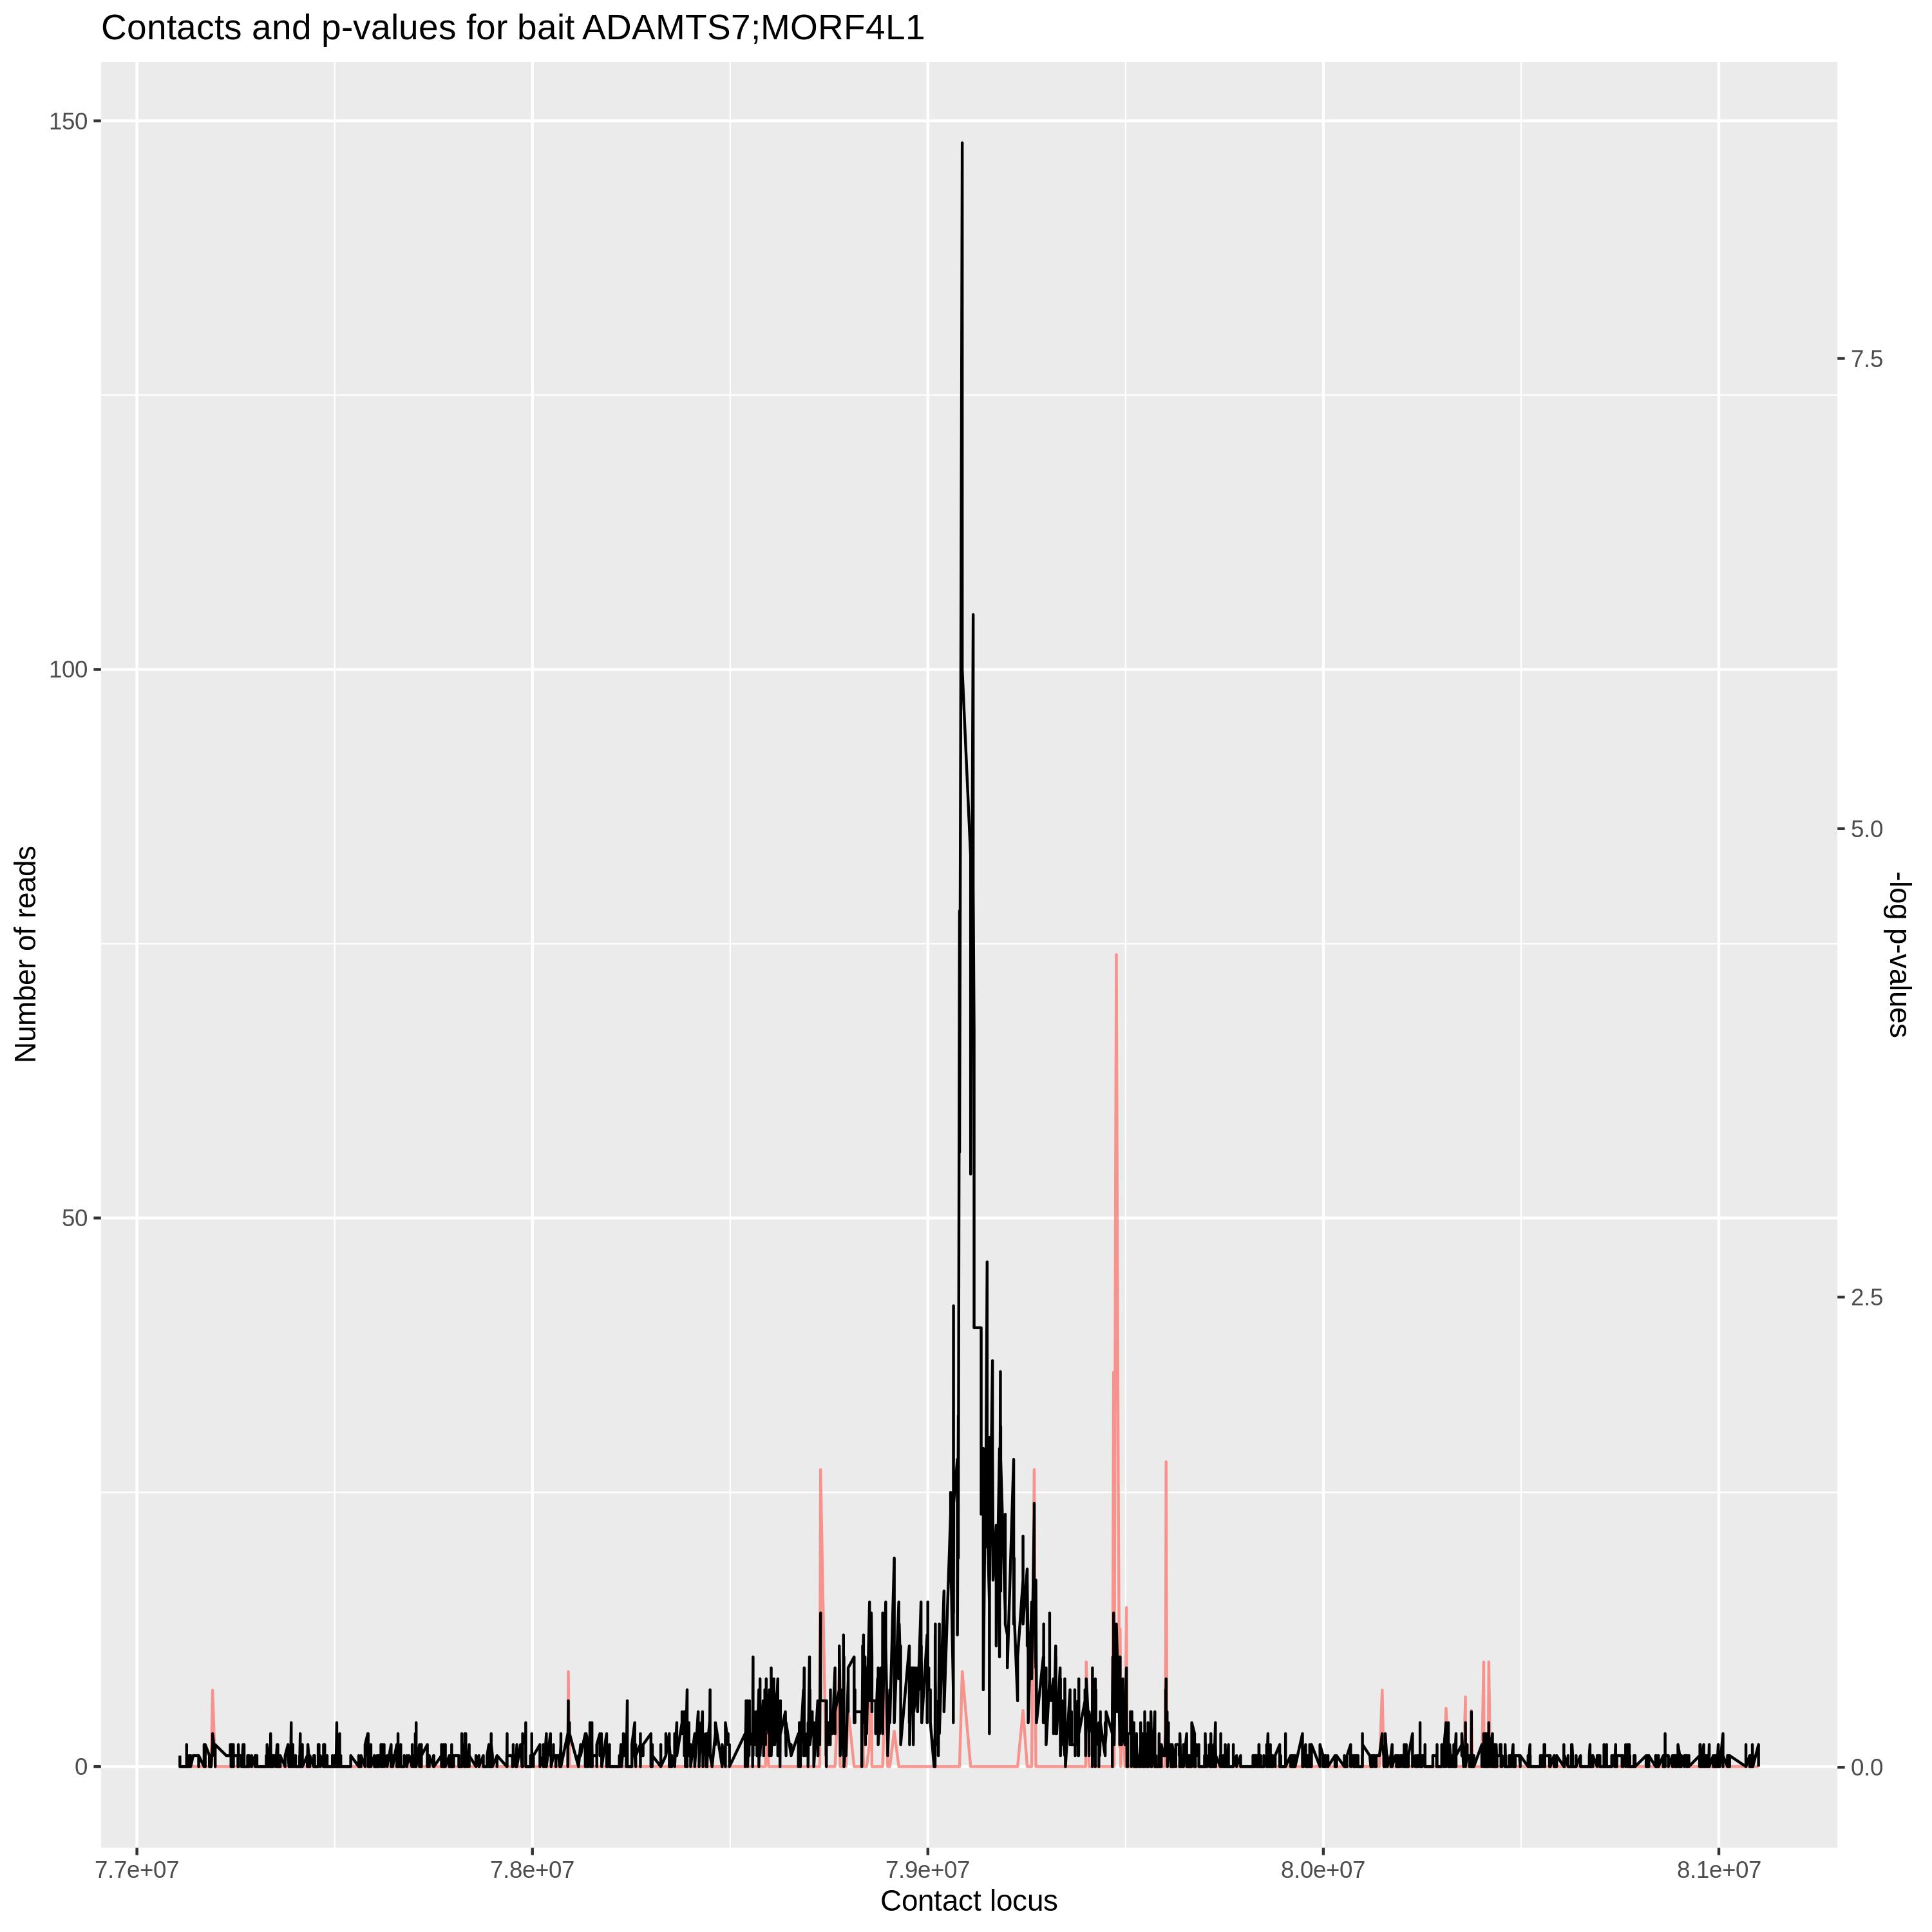 Contacts and p-values for bait ADAMTS7;MORF4L1
150
100
50
0
Number of reads
7.5
5.0
2.5
0.0
-log p-values
7.7e+07 7.8e+07 7.9e+07 8.0e+07 8.1e+07
Contact locus